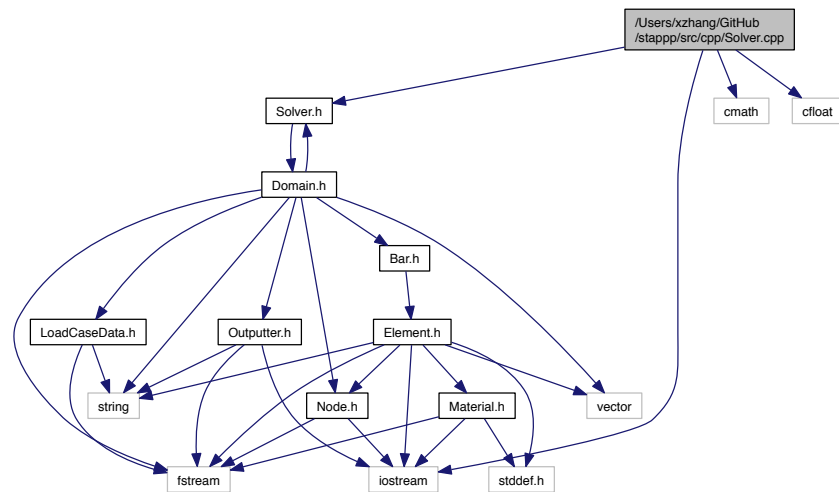 /Users/xzhang/GitHub
/stappp/src/cpp/Solver.cpp
Solver.h
cmath
cfloat
Domain.h
Bar.h
LoadCaseData.h
Outputter.h
Element.h
string
Node.h
Material.h
vector
fstream
iostream
stddef.h